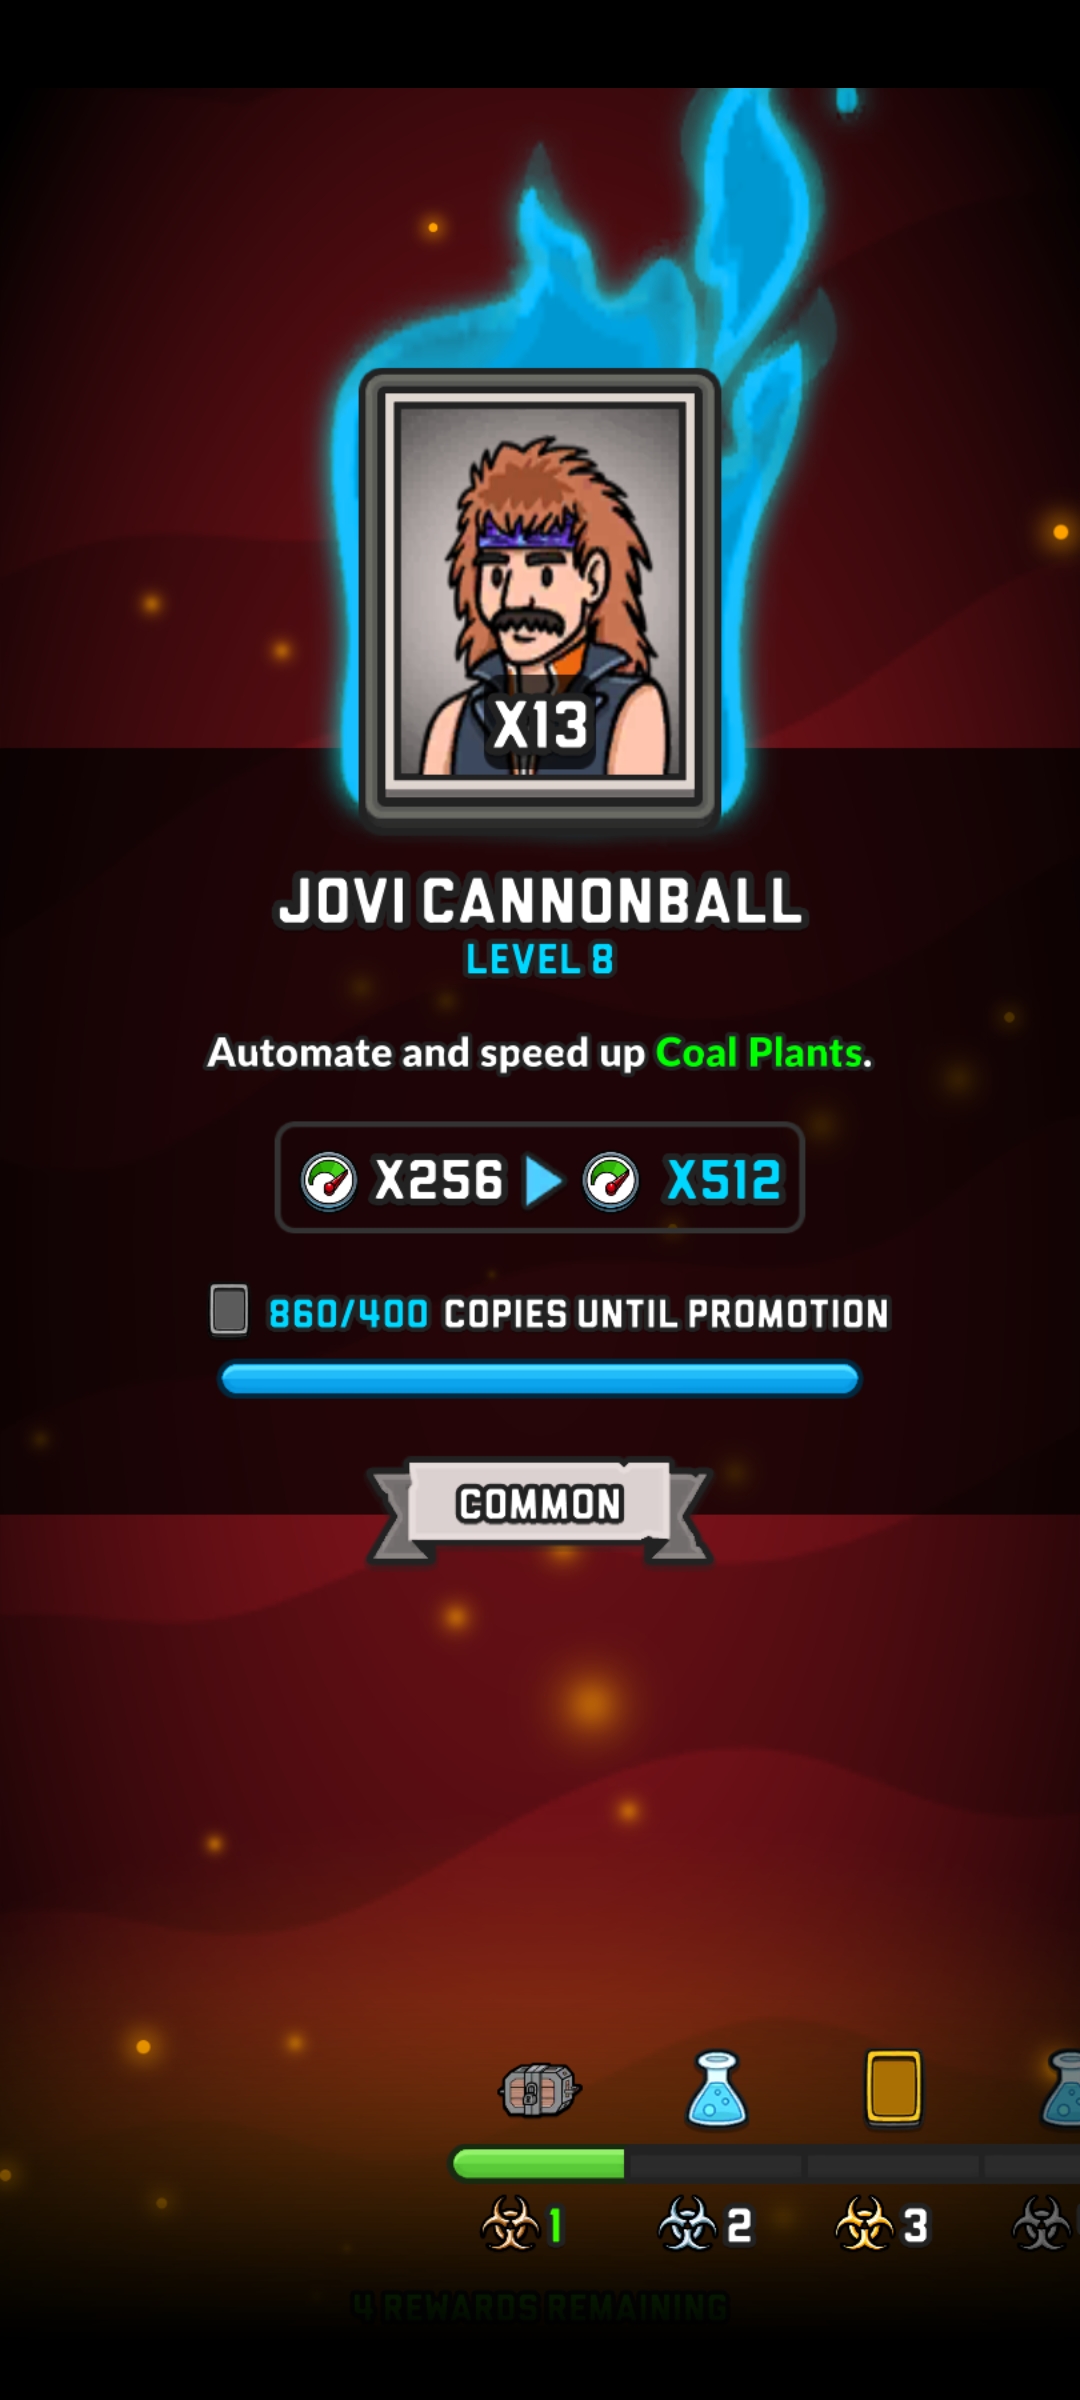 X13
JOVI CANNONBALL
LEVEL 8
Automate and speed up Coal Plants.
X256 X512
860/400 COPIES UNTIL PROMOTION
COMMON
1 2 3
4 REWARDS REMAINING